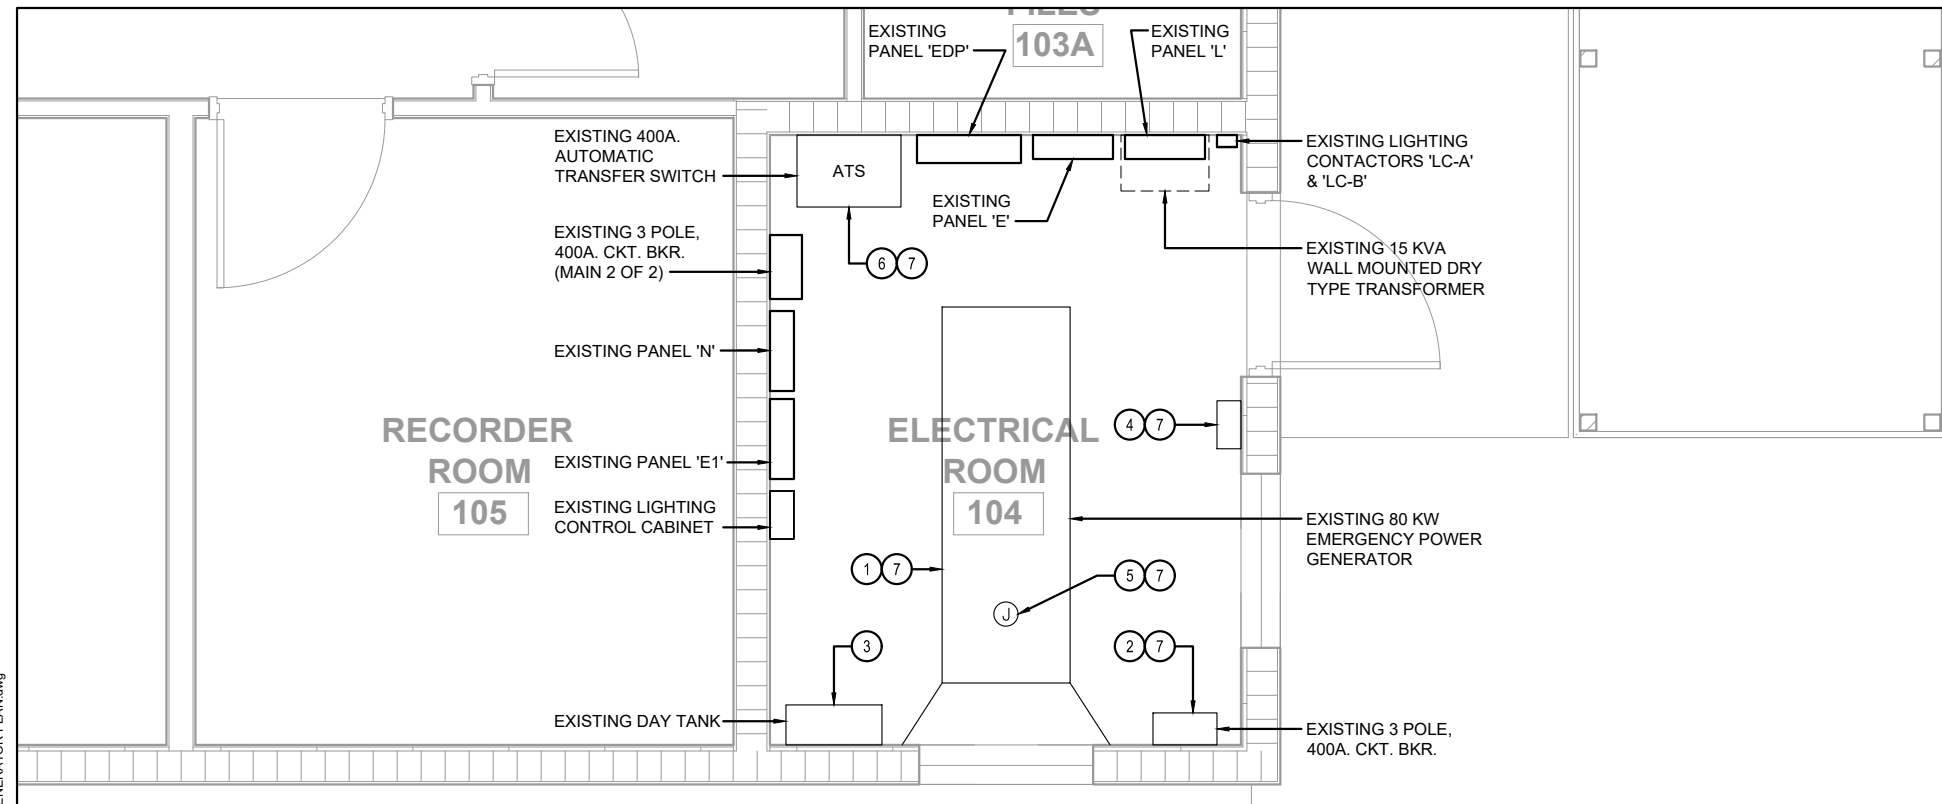 103A
EXISTING
PANEL 'EDP'
EXISTING
PANEL 'L'
EXISTING 400A.
AUTOMATIC
TRANSFER SWITCH
ATS
EXISTING LIGHTING
CONTACTORS 'LC-A'
& 'LC-B'
EXISTING
PANEL 'E'
EXISTING 3 POLE,
400A. CKT. BKR.
(MAIN 2 OF 2)
6 7
EXISTING 15 KVA
WALL MOUNTED DRY
TYPE TRANSFORMER
EXISTING PANEL 'N'
RECORDER
ROOM
105
ELECTRICAL
ROOM
104
4 7
EXISTING PANEL 'E1'
EXISTING LIGHTING
CONTROL CABINET
EXISTING 80 KW
EMERGENCY POWER
GENERATOR
1 7
5 7
J
3
2 7
EXISTING DAY TANK
EXISTING 3 POLE,
400A. CKT. BKR.